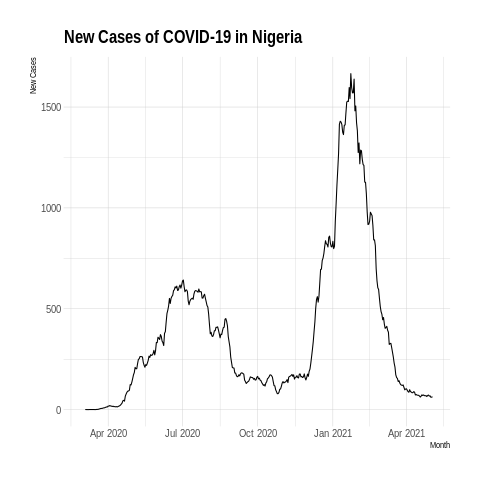 New Cases of COVID-19 in Nigeria
New Cases
1500
1000
500
0
Apr 2020 Jul 2020 Oct 2020 Jan 2021 Apr 2021
Month